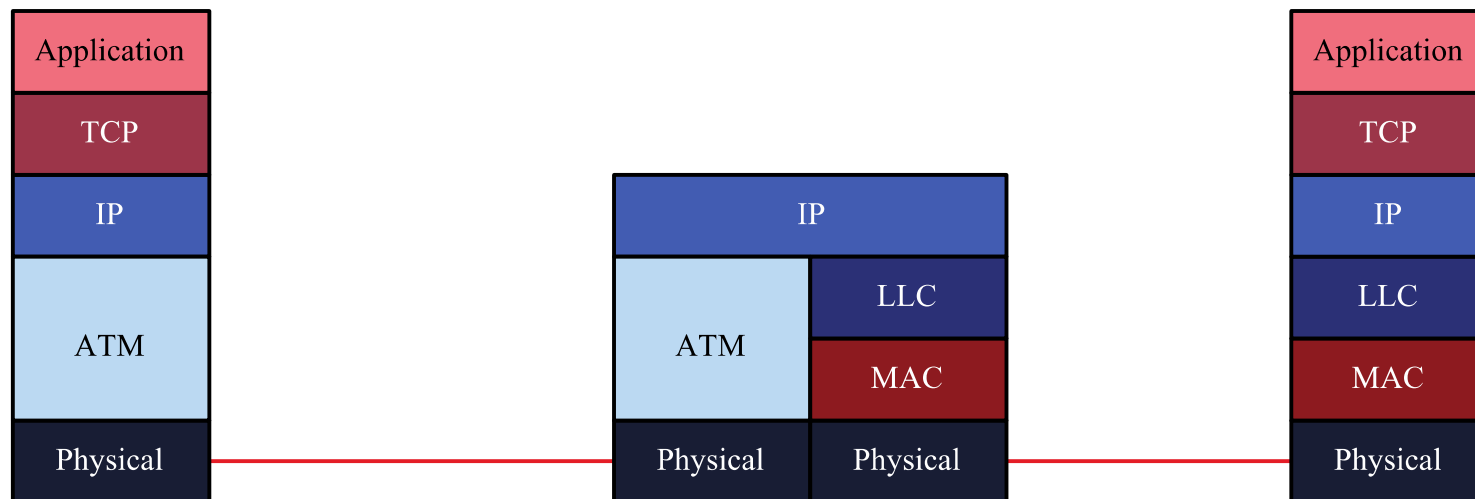 Application
TCP
IP
ATM
Physical
IP
ATM
LLC
MAC
Physical
Physical
Application
TCP
IP
LLC
MAC
Physical